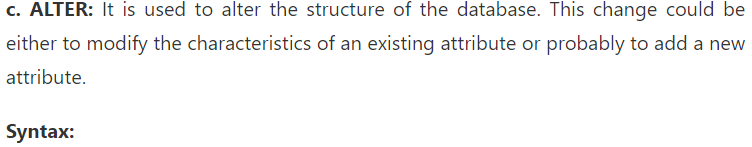 c. ALTER: It is used to alter the structure of the database. This change could be
either to modify the characteristics of an existing attribute or probably to add a new
attribute.
Syntax: